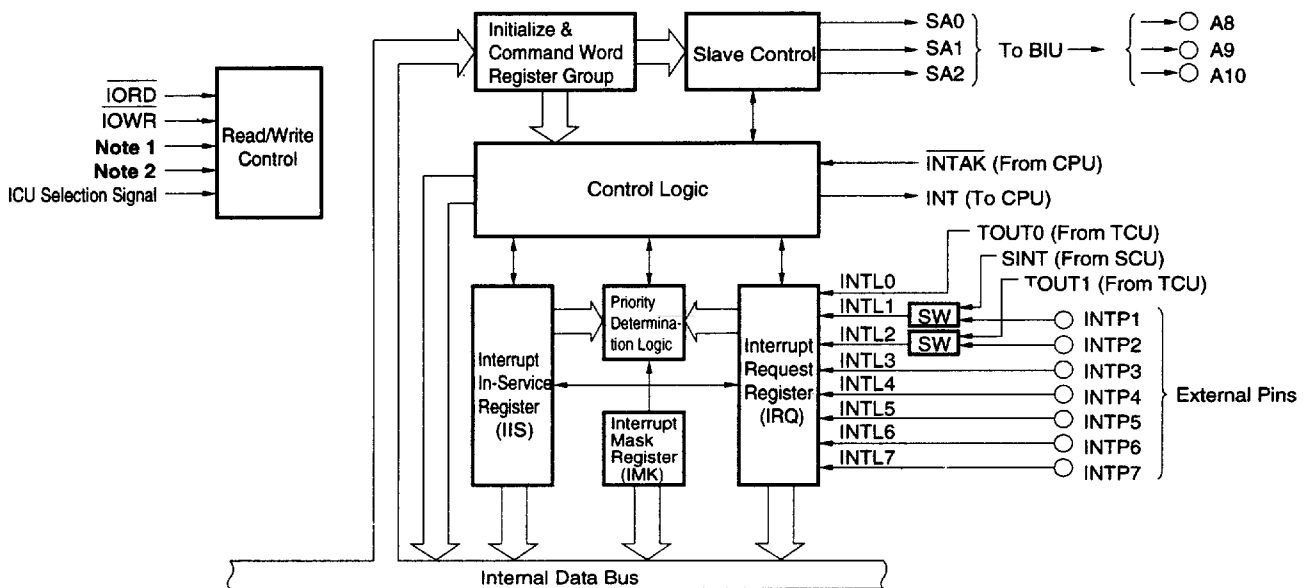 Initialize &
Command Word
Register Group
Slave Control
SA0
SA1
SA2
To BIU
A8
A9
A10
IORD
IOWR
Note 1
Note 2
ICU Selection Signal
Read/Write
Control
Control Logic
INTAK (From CPU)
INT (To CPU)
TOUT0 (From TCU)
SINT (From SCU)
TOUT1 (From TCU)
INTL0
INTL1
INTL2
INTL3
INTL4
INTL5
INTL6
INTL7
SW
SW
INTP1
INTP2
INTP3
INTP4
INTP5
INTP6
INTP7
External Pins
Interrupt
In-Service
Register
(IIS)
Priority
Determina-
tion Logic
Interrupt
Mask
Register
(IMK)
Interrupt
Request
Register
(IRQ)
Internal Data Bus